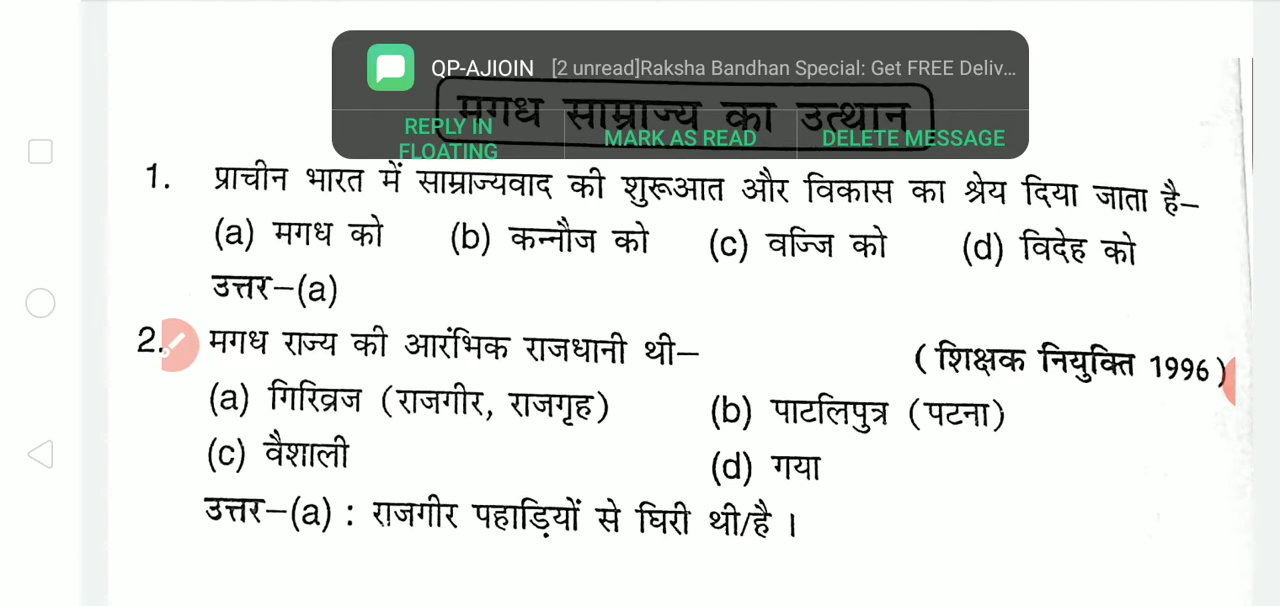 QP-AJIOIN [2 unread]Raksha Bandhan Special: Get FREE Deliv...
मगध साम्राज्य का उत्थान
REPLY IN FLOATING MARK AS READ DELETE MESSAGE
1. प्राचीन भारत में साम्राज्यवाद की शुरूआत और विकास का श्रेय दिया जाता है–
(a) मगध को (b) कन्नौज को (c) वज्जि को (d) विदेह को
उत्तर–(a)
2. मगध राज्य की आरंभिक राजधानी थी– (शिक्षक नियुक्ति 1996)
(a) गिरिव्रज (राजगीर, राजगृह) (b) पाटलिपुत्र (पटना)
(c) वैशाली (d) गया
उत्तर–(a) : राजगीर पहाड़ियों से घिरी थी/है ।